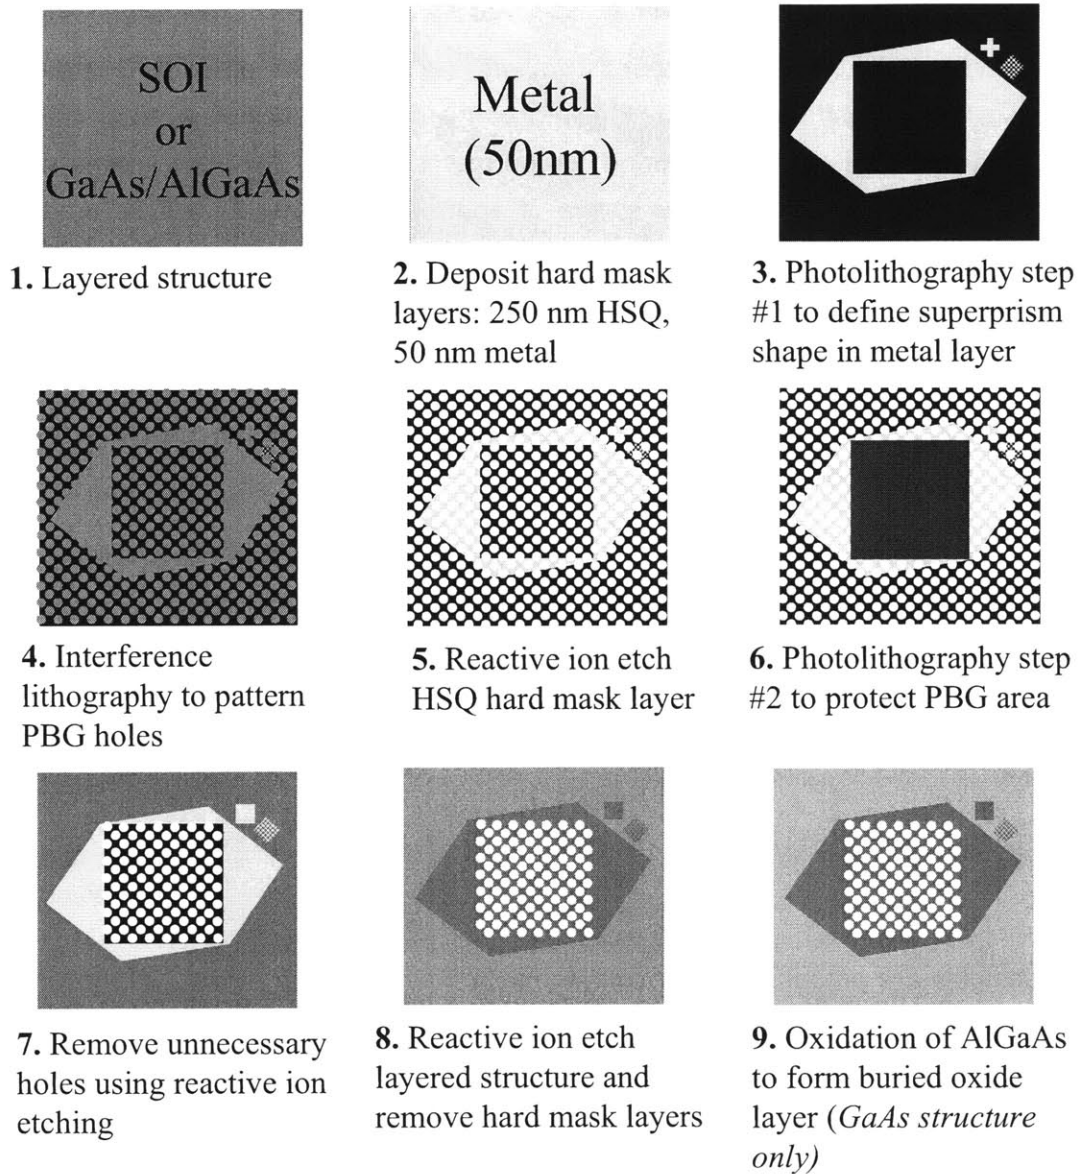 SOI
or
GaAs/AlGaAs
Metal
(50nm)
1. Layered structure
2. Deposit hard mask
layers: 250 nm HSQ,
50 nm metal
3. Photolithography step
#1 to define superprism
shape in metal layer
4. Interference
lithography to pattern
PBG holes
5. Reactive ion etch
HSQ hard mask layer
6. Photolithography step
#2 to protect PBG area
7. Remove unnecessary
holes using reactive ion
etching
8. Reactive ion etch
layered structure and
remove hard mask layers
9. Oxidation of AlGaAs
to form buried oxide
layer (GaAs structure
only)